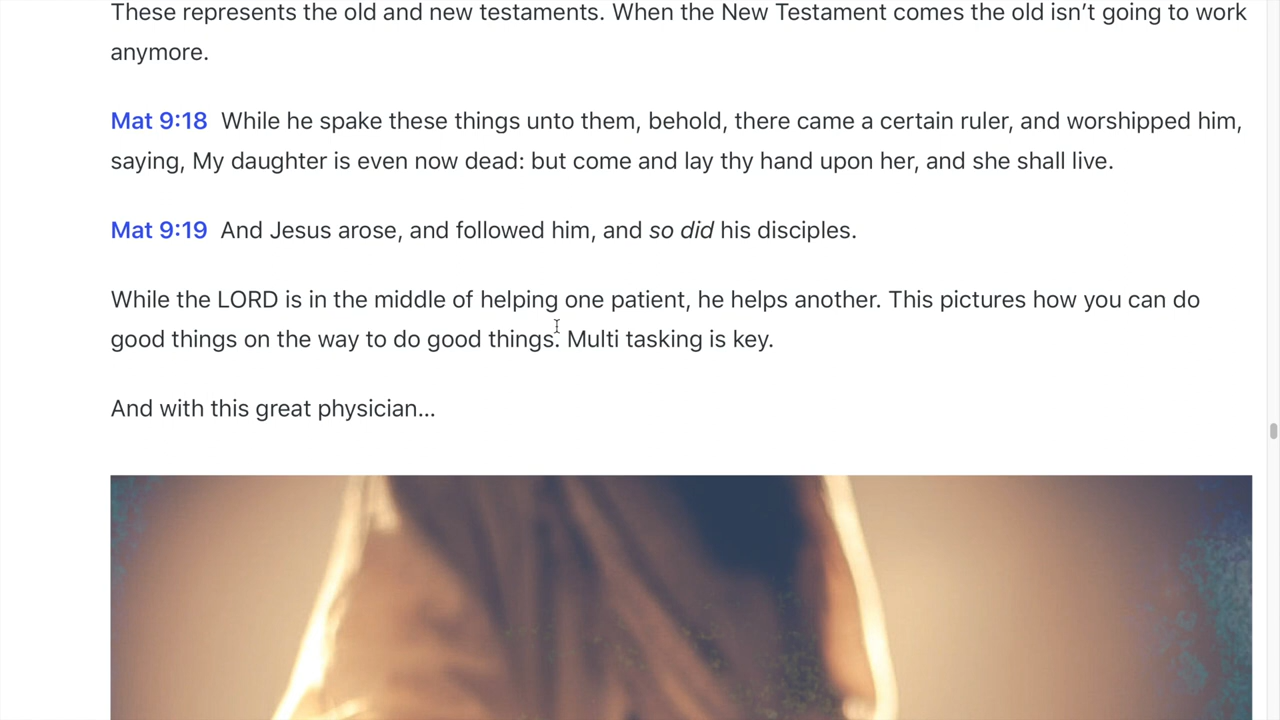 These represents the old and new testaments. When the New Testament comes the old isn’t going to work
anymore.
Mat 9:18 While he spake these things unto them, behold, there came a certain ruler, and worshipped him,
saying, My daughter is even now dead: but come and lay thy hand upon her, and she shall live.
Mat 9:19 And Jesus arose, and followed him, and so did his disciples.
While the LORD is in the middle of helping one patient, he helps another. This pictures how you can do
good things on the way to do good things. Multi tasking is key.
And with this great physician…